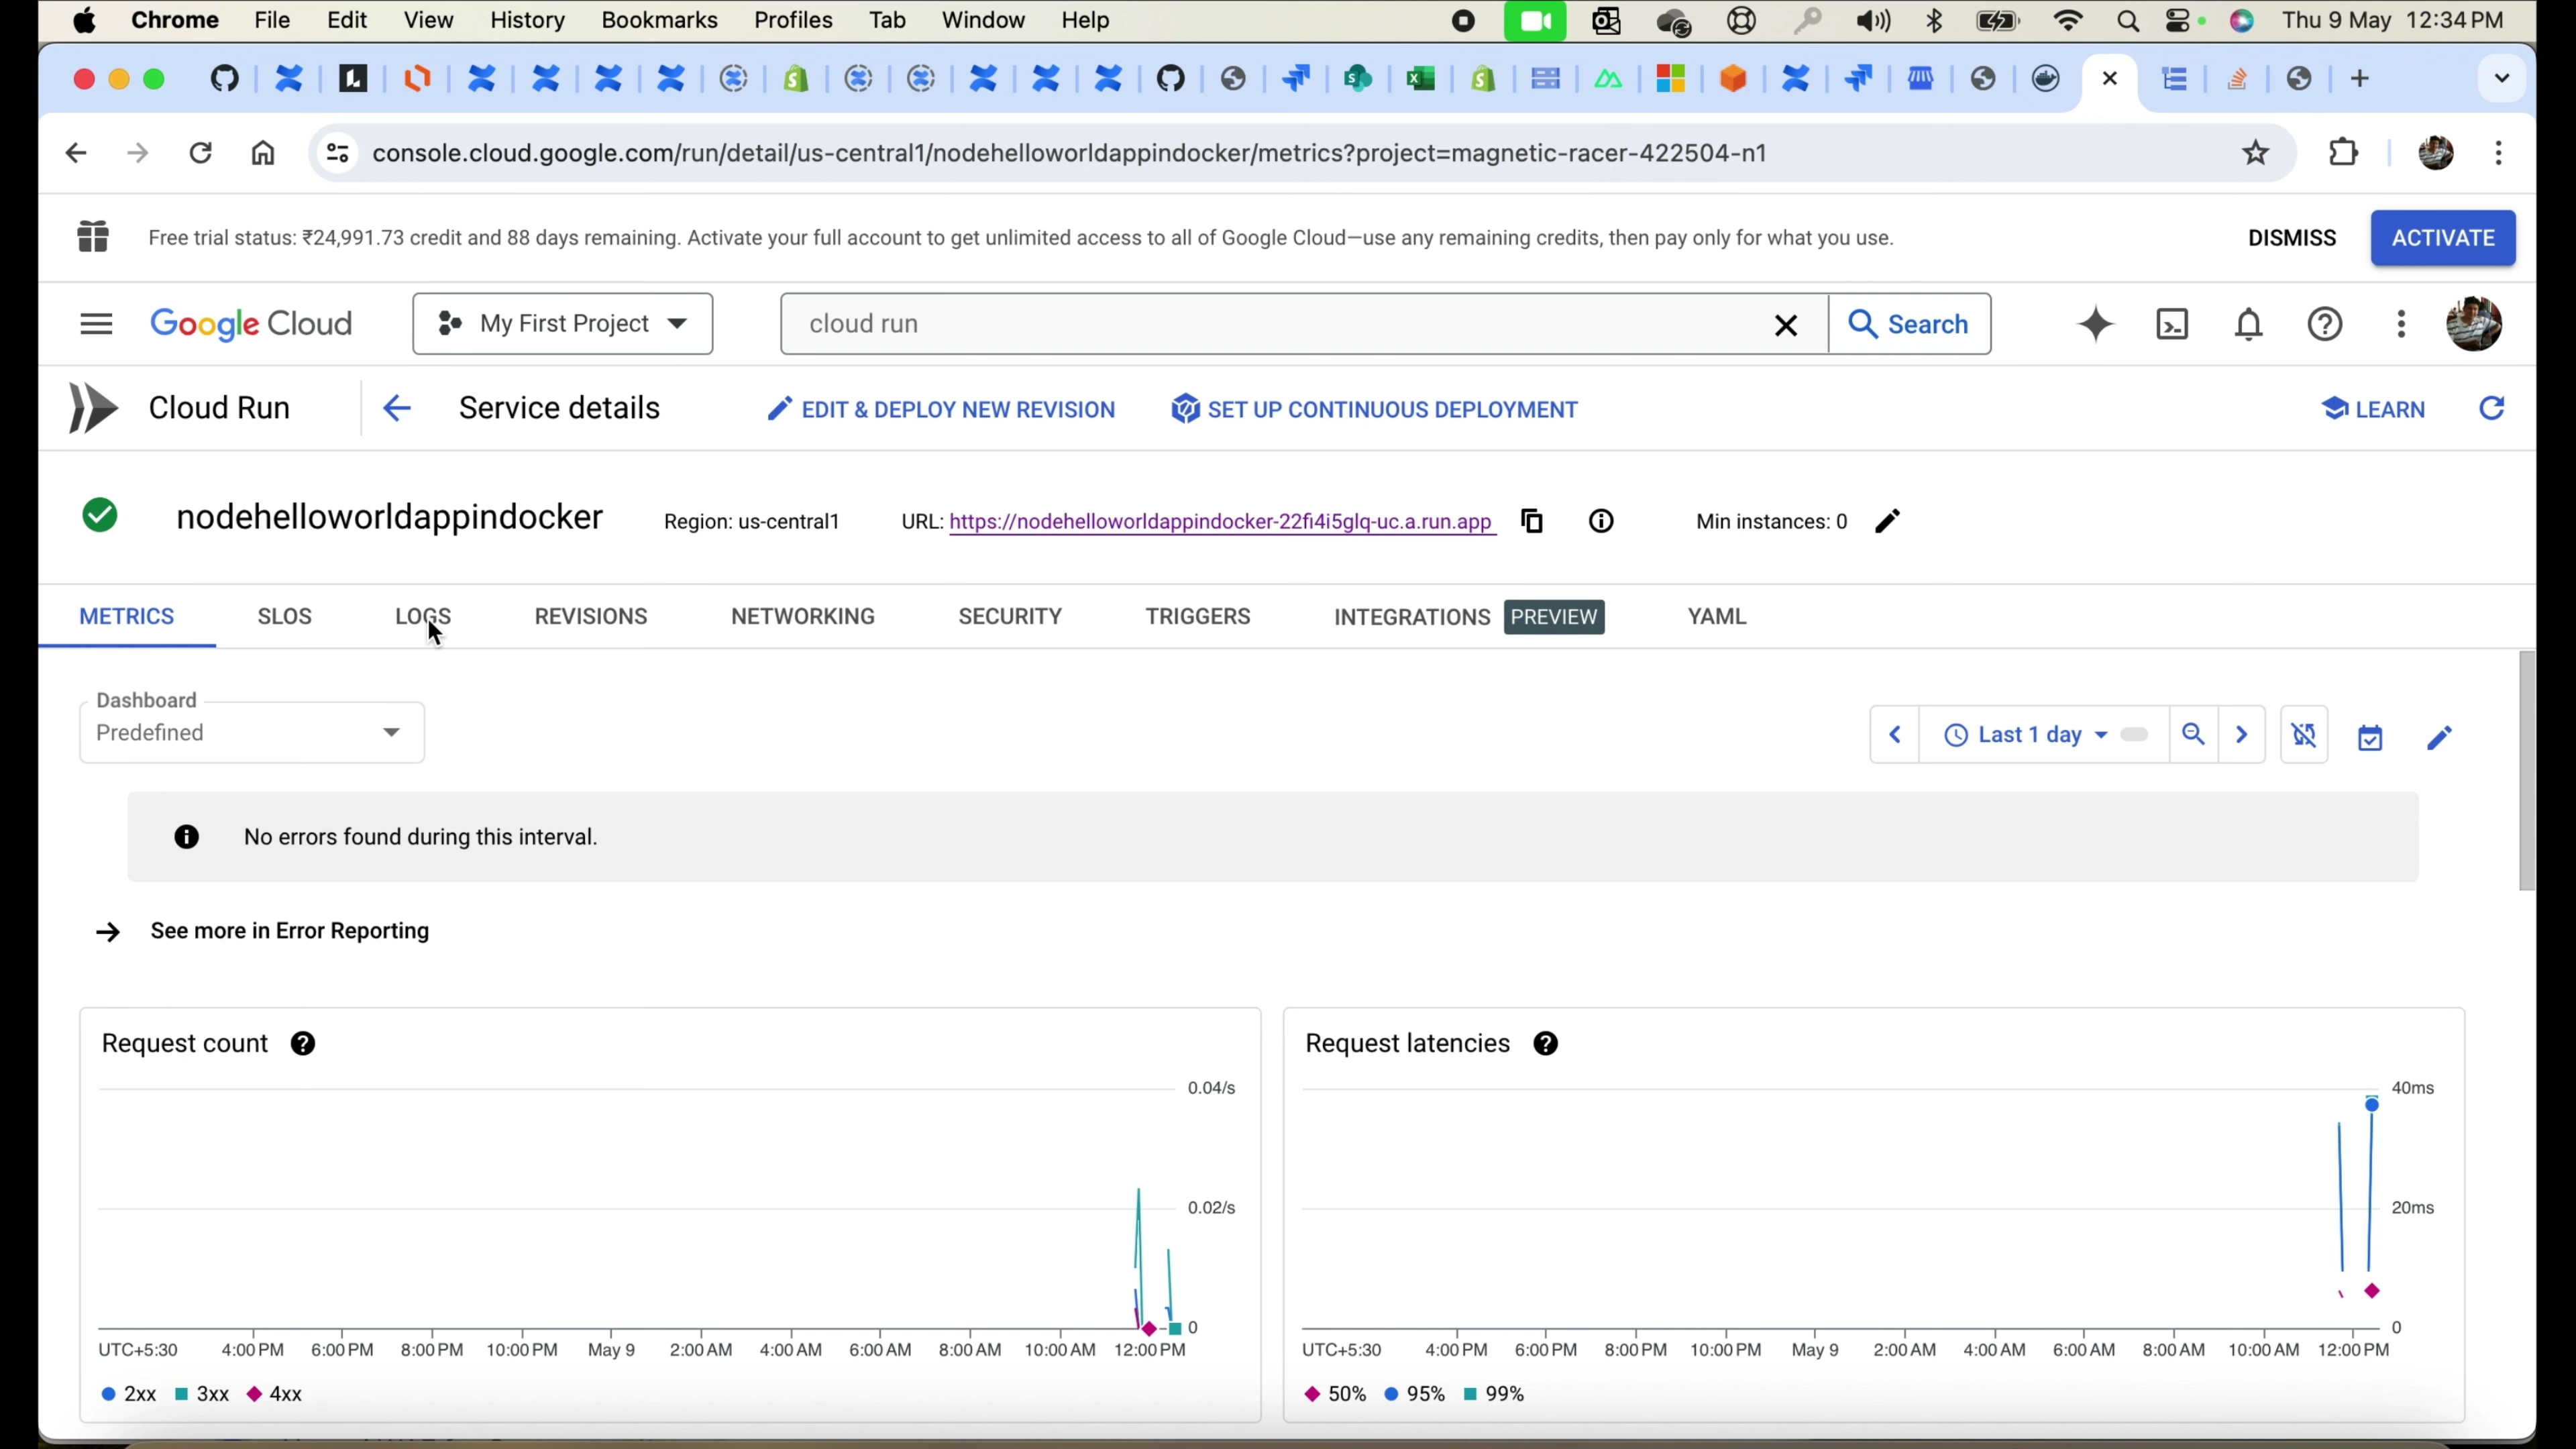 Chrome File Edit View History Bookmarks Profiles Tab Window Help Thu 9 May 12:34 PM
console.cloud.google.com/run/detail/us-central1/nodehelloworldappindocker/metrics?project=magnetic-racer-422504-n1
Free trial status: ₹24,991.73 credit and 88 days remaining. Activate your full account to get unlimited access to all of Google Cloud—use any remaining credits, then pay only for what you use. DISMISS ACTIVATE
Google Cloud My First Project cloud run Search
Cloud Run Service details EDIT & DEPLOY NEW REVISION SET UP CONTINUOUS DEPLOYMENT LEARN
nodehelloworldappindocker Region: us-central1 URL: https://nodehelloworldappindocker-22fi4i5glq-uc.a.run.app Min instances: 0
METRICS SLOS LOGS REVISIONS NETWORKING SECURITY TRIGGERS INTEGRATIONS PREVIEW YAML
Dashboard
Predefined Last 1 day
No errors found during this interval.
See more in Error Reporting
Request count
0.04/s
0.02/s
0
UTC+5:30 4:00 PM 6:00 PM 8:00 PM 10:00 PM May 9 2:00 AM 4:00 AM 6:00 AM 8:00 AM 10:00 AM 12:00 PM
2xx 3xx 4xx
Request latencies
40ms
20ms
0
UTC+5:30 4:00 PM 6:00 PM 8:00 PM 10:00 PM May 9 2:00 AM 4:00 AM 6:00 AM 8:00 AM 10:00 AM 12:00 PM
50% 95% 99%